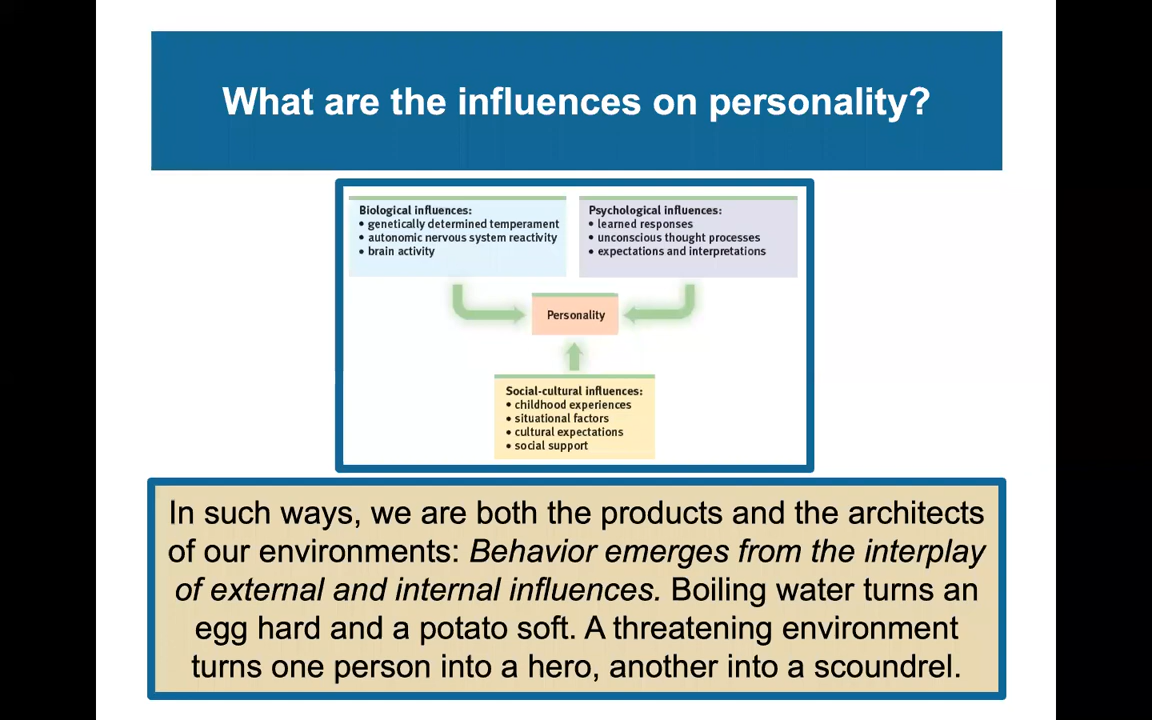 What are the influences on personality?
Biological influences:
• genetically determined temperament
• autonomic nervous system reactivity
• brain activity
Psychological influences:
• learned responses
• unconscious thought processes
• expectations and interpretations
Personality
Social-cultural influences:
• childhood experiences
• situational factors
• cultural expectations
• social support
In such ways, we are both the products and the architects
of our environments: Behavior emerges from the interplay
of external and internal influences. Boiling water turns an
egg hard and a potato soft. A threatening environment
turns one person into a hero, another into a scoundrel.